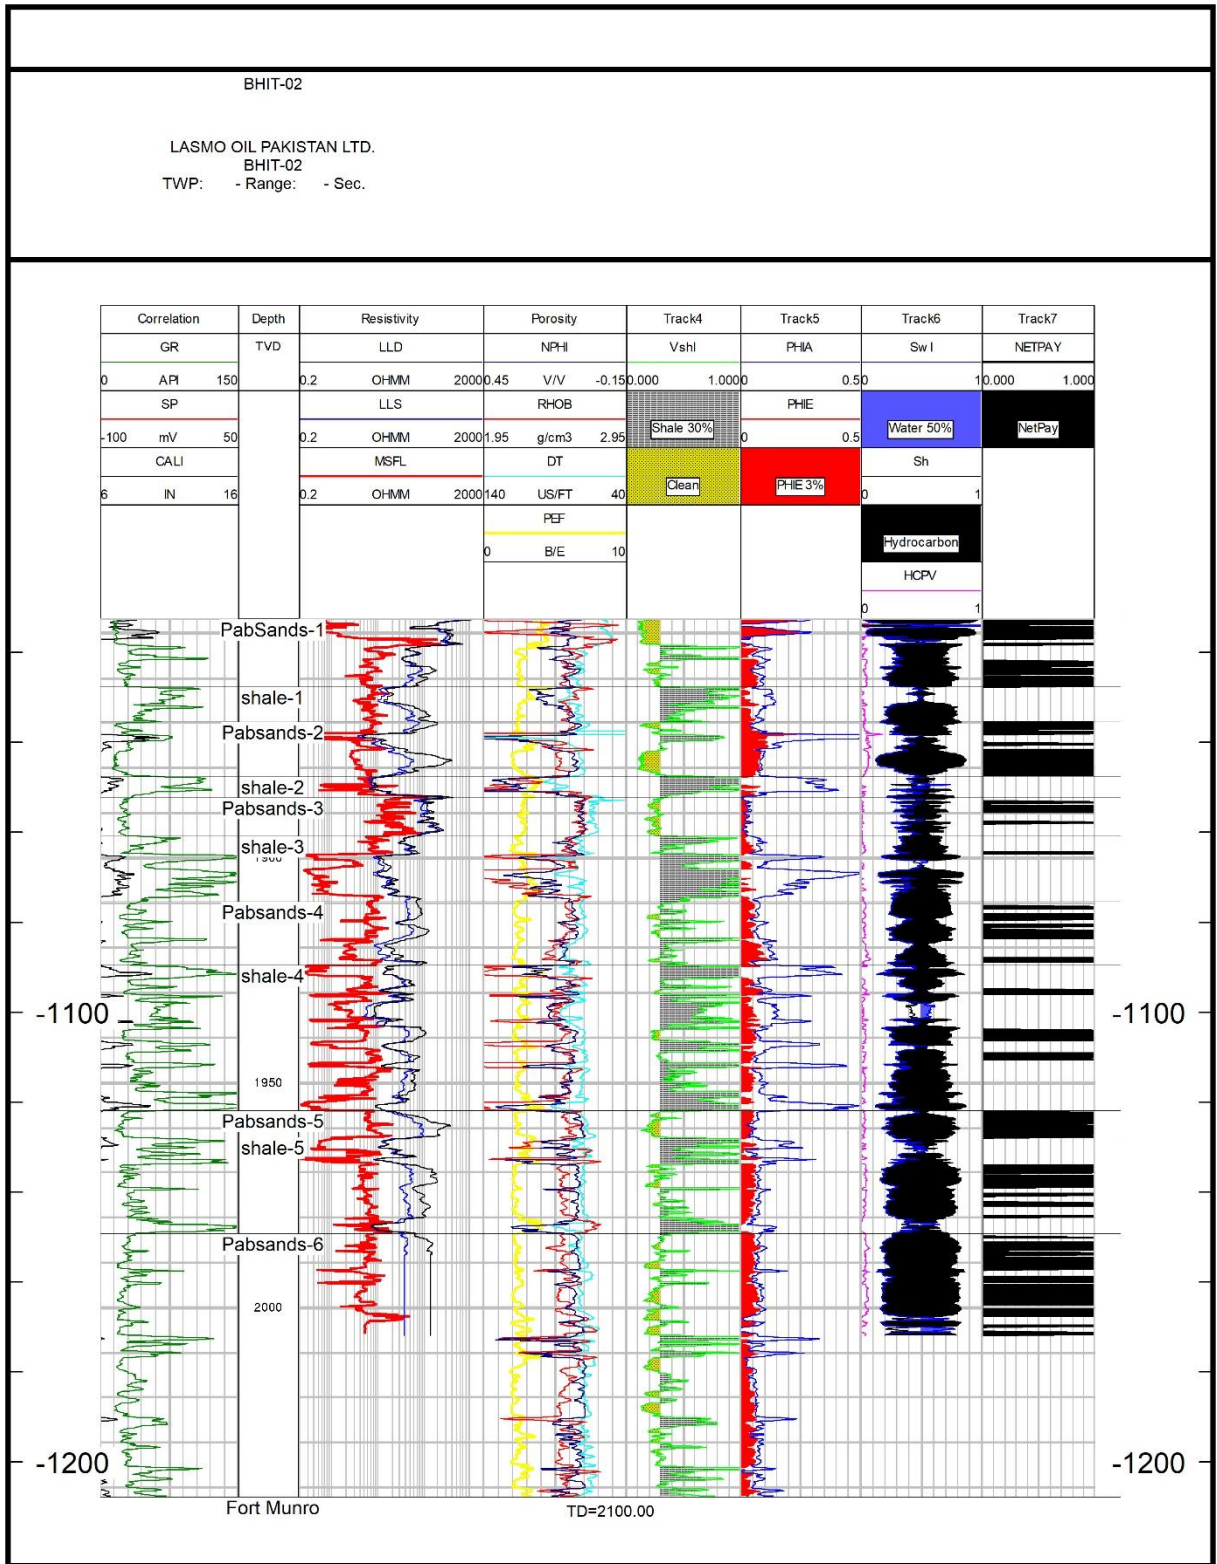 BHIT-02
LASMO OIL PAKISTAN LTD.
BHIT-02
TWP: - Range: - Sec.
Correlation Depth Resistivity Porosity Track4 Track5 Track6 Track7
GR TVD LLD NPHI Vshl PHIA Sw I NETPAY
0 API 150 0.2 OHMM 2000 0.45 V/V -0.15 0.000 1.000 0 0.5 0 1 0.000 1.000
SP LLS RHOB Shale 30% PHIE Water 50% NetPay
-100 mV 50 0.2 OHMM 2000 1.95 g/cm3 2.95 0 0.5
CALI MSFL DT Clean PHIE 3% Sh
6 IN 16 0.2 OHMM 2000 140 US/FT 40 0 1
PEF Hydrocarbon
0 B/E 10
HCPV
0 1
PabSands-1
shale-1
Pabsands-2
shale-2
Pabsands-3
shale-3
1900
Pabsands-4
shale-4
-1100 -1100
1950
Pabsands-5
shale-5
Pabsands-6
2000
-1200 -1200
Fort Munro TD=2100.00